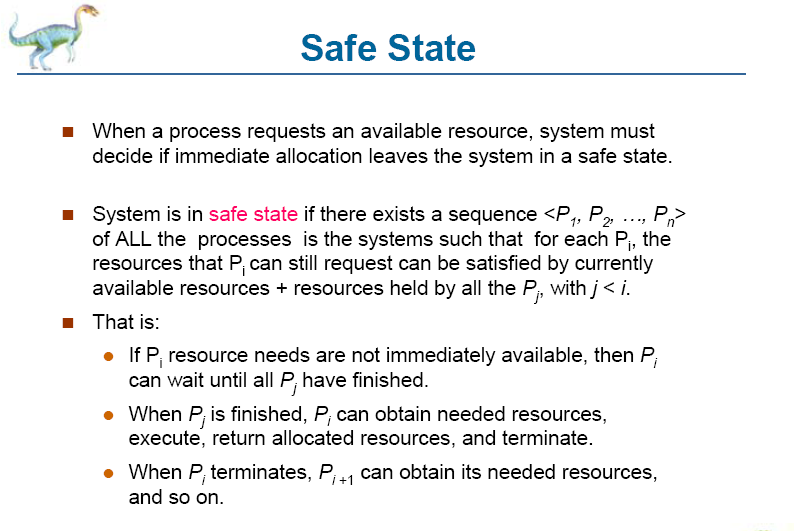 Safe State
When a process requests an available resource, system must
decide if immediate allocation leaves the system in a safe state.
System is in safe state if there exists a sequence <P1, P2, …, Pn>
of ALL the processes is the systems such that for each Pi, the
resources that Pi can still request can be satisfied by currently
available resources + resources held by all the Pj, with j < i.
That is:
If Pi resource needs are not immediately available, then Pi
can wait until all Pj have finished.
When Pj is finished, Pi can obtain needed resources,
execute, return allocated resources, and terminate.
When Pi terminates, Pi +1 can obtain its needed resources,
and so on.